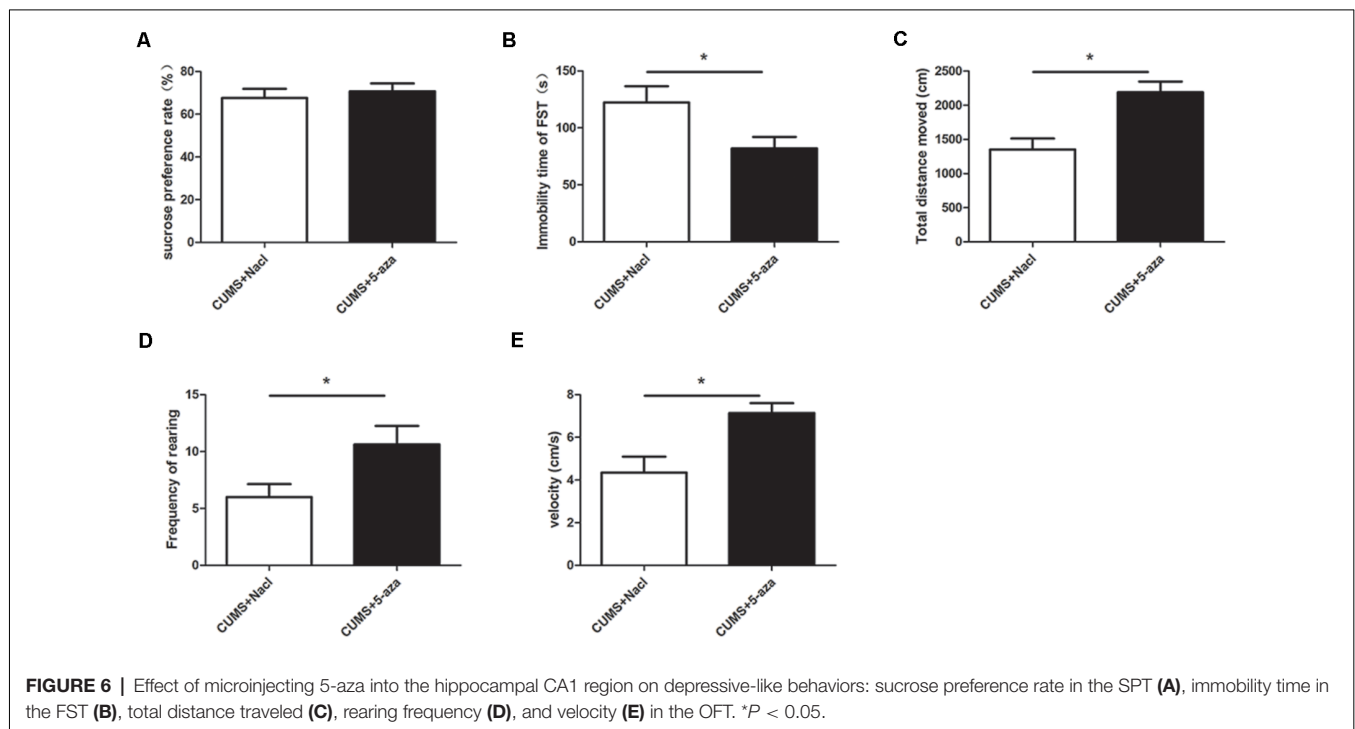 A
sucrose preference rate (%)
80
60
40
20
0
CUMS+Nacl
CUMS+5-aza
B
Immobility time of FST (s)
150
100
50
0
*
CUMS+Nacl
CUMS+5-aza
C
Total distance moved (cm)
2500
2000
1500
1000
500
0
*
CUMS+Nacl
CUMS+5-aza
D
Frequency of rearing
15
10
5
0
*
CUMS+Nacl
CUMS+5-aza
E
velocity (cm/s)
8
6
4
2
0
*
CUMS+Nacl
CUMS+5-aza
FIGURE 6 | Effect of microinjecting 5-aza into the hippocampal CA1 region on depressive-like behaviors: sucrose preference rate in the SPT (A), immobility time in
the FST (B), total distance traveled (C), rearing frequency (D), and velocity (E) in the OFT. *P < 0.05.